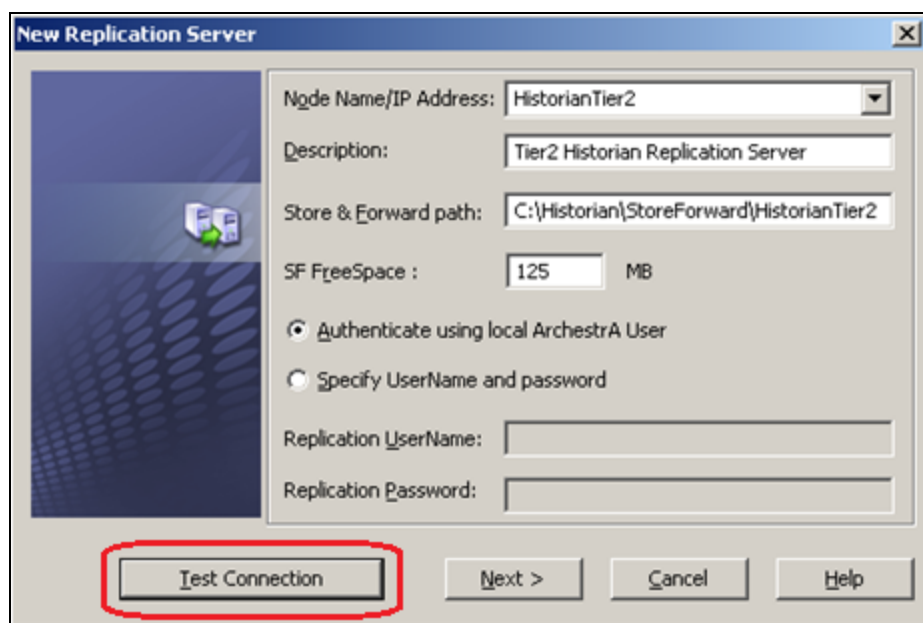 New Replication Server
Node Name/IP Address: HistorianTier2
Description: Tier2 Historian Replication Server
Store & Forward path: C:\Historian\StoreForward\HistorianTier2
SF FreeSpace : 125 MB
Authenticate using local ArchestrA User
Specify UserName and password
Replication UserName:
Replication Password:
Test Connection Next > Cancel Help